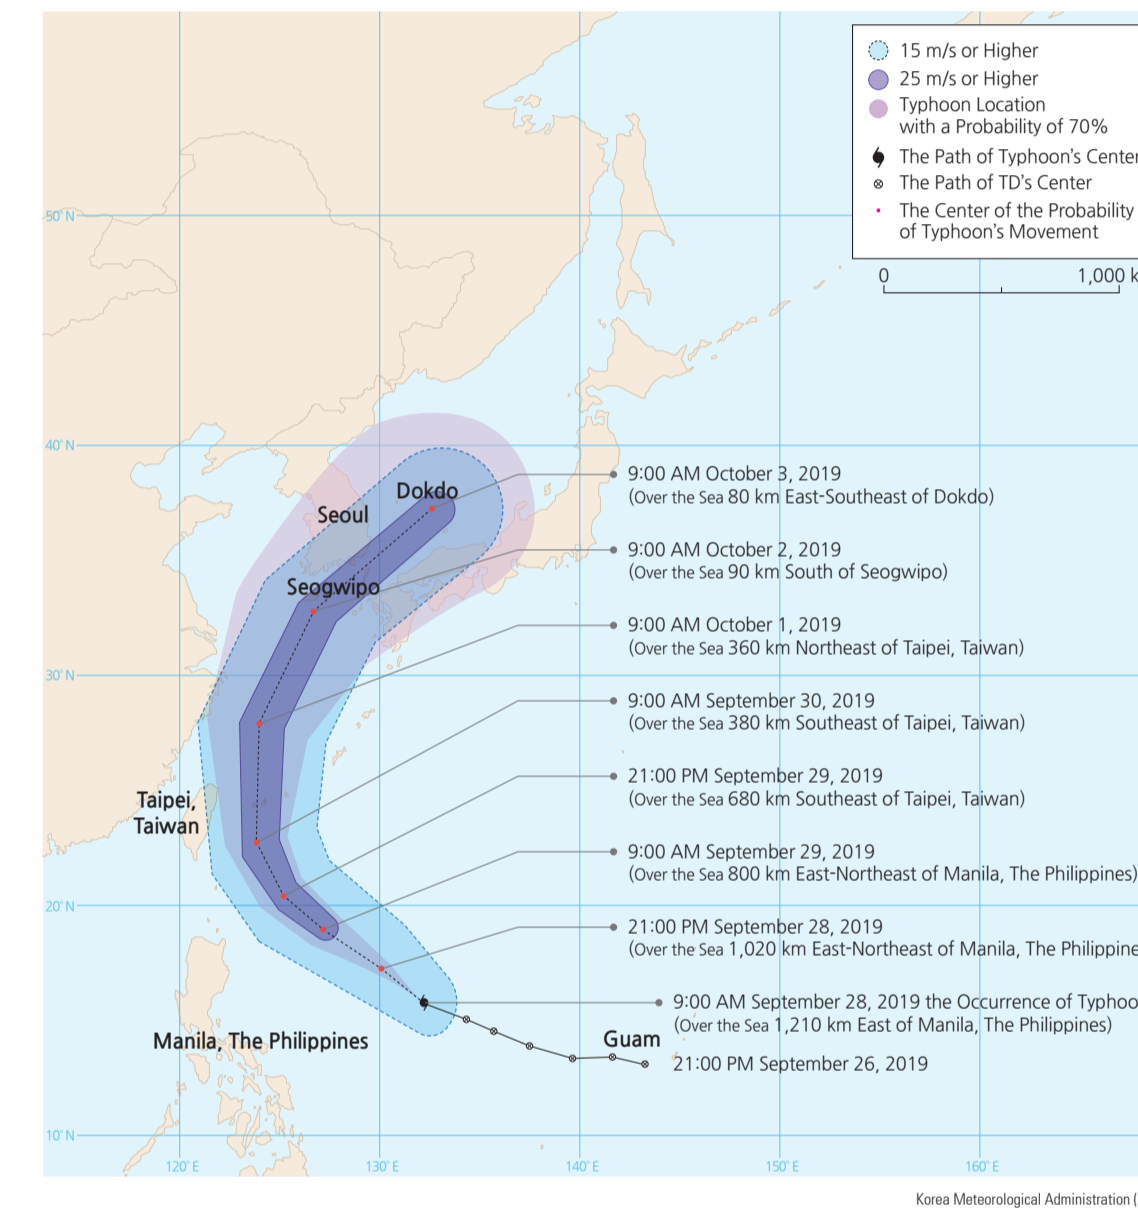 15 m/s or Higher
25 m/s or Higher
Typhoon Location
with a Probability of 70%
The Path of Typhoon's Center
The Path of TD's Center
The Center of the Probability
of Typhoon's Movement
0 1,000 k
50°N
40°N
30°N
20°N
10°N
Dokdo
Seoul
Seogwipo
Taipei,
Taiwan
Manila, The Philippines
Guam
9:00 AM October 3, 2019
(Over the Sea 80 km East-Southeast of Dokdo)
9:00 AM October 2, 2019
(Over the Sea 90 km South of Seogwipo)
9:00 AM October 1, 2019
(Over the Sea 360 km Northeast of Taipei, Taiwan)
9:00 AM September 30, 2019
(Over the Sea 380 km Southeast of Taipei, Taiwan)
21:00 PM September 29, 2019
(Over the Sea 680 km Southeast of Taipei, Taiwan)
9:00 AM September 29, 2019
(Over the Sea 800 km East-Northeast of Manila, The Philippines)
21:00 PM September 28, 2019
(Over the Sea 1,020 km East-Northeast of Manila, The Philippine
9:00 AM September 28, 2019 the Occurrence of Typhoo
(Over the Sea 1,210 km East of Manila, The Philippines)
21:00 PM September 26, 2019
120°E 130°E 140°E 150°E 160°E
Korea Meteorological Administration (